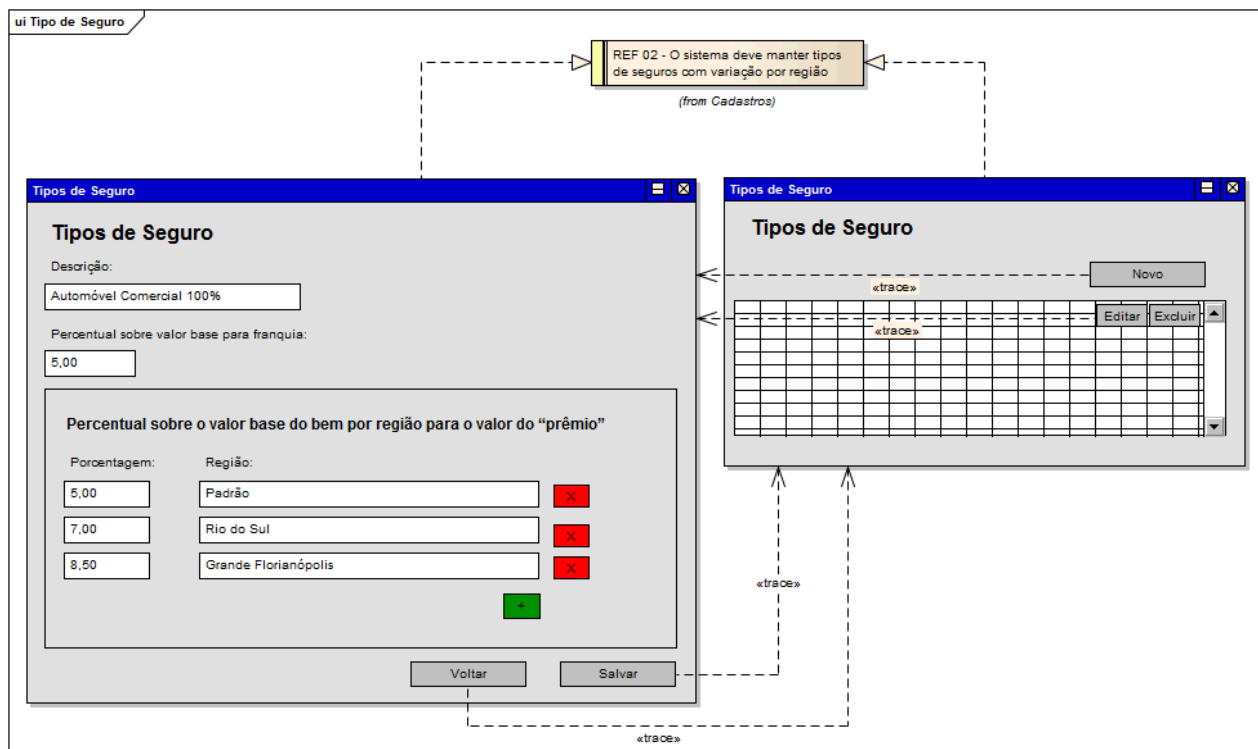 ui Tipo de Seguro
REF 02 - O sistema deve manter tipos
de seguros com variação por região
(from Cadastros)
Tipos de Seguro
Tipos de Seguro
Descrição:
Automóvel Comercial 100%
Percentual sobre valor base para franquia:
5,00
Percentual sobre o valor base do bem por região para o valor do “prêmio”
Porcentagem: Região:
5,00 Padrão X
7,00 Rio do Sul X
8,50 Grande Florianópolis X
+
Voltar Salvar
Tipos de Seguro
Tipos de Seguro
Novo
«trace»
Editar Excluir
«trace»
«trace»
«trace»